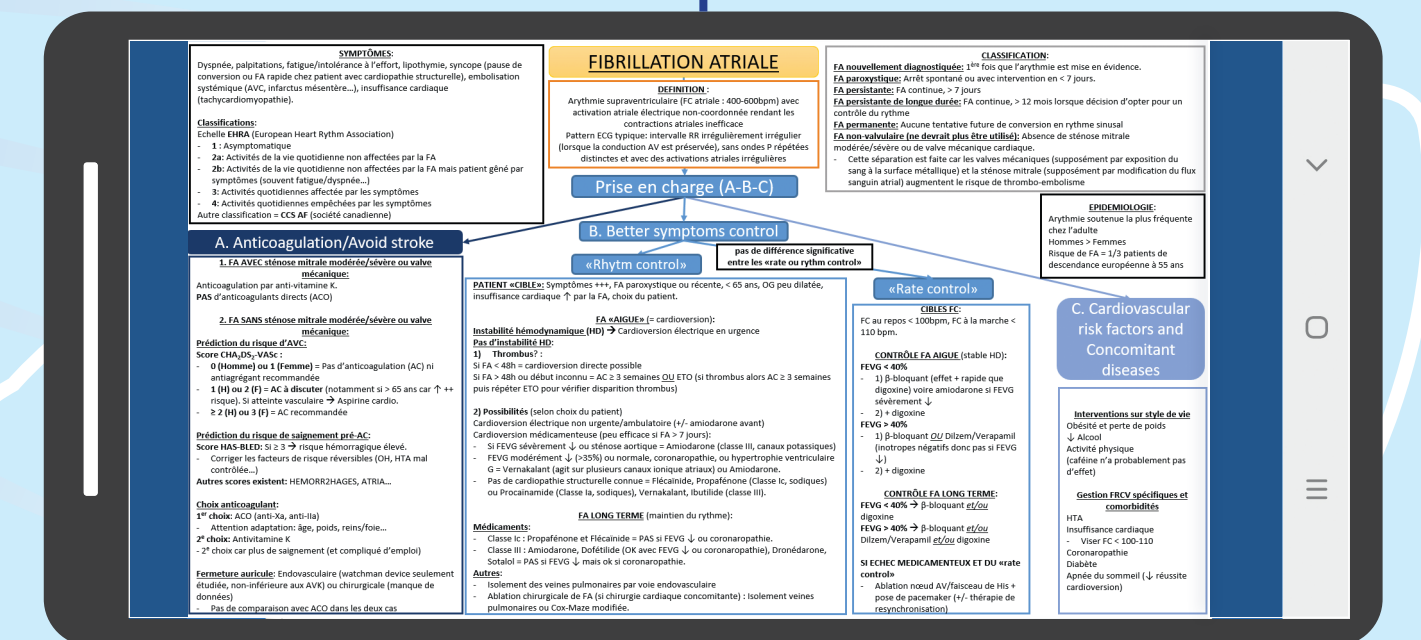 SYMPTÔMES:
Dyspnée, palpitations, fatigue/intolérance à l'effort, lipothymie, syncope (pause de
conversion ou FA rapide chez patient avec cardiopathie structurelle), embolisation
systémique (AVC, infarctus mésentère…), insuffisance cardiaque
(tachycardiomyopathie).
Classifications:
Echelle EHRA (European Heart Rythm Association)
- 1 : Asymptomatique
- 2a: Activités de la vie quotidienne non affectées par la FA
- 2b: Activités de la vie quotidienne non affectées par la FA mais patient gêné par
symptômes (souvent fatigue/dyspnée…)
- 3: Activités quotidiennes affectée par les symptômes
- 4: Activités quotidiennes empêchées par les symptômes
Autre classification = CCS AF (société canadienne)
FIBRILLATION ATRIALE
DEFINITION :
Arythmie supraventriculaire (FC atriale : 400-600bpm) avec
activation atriale électrique non-coordonnée rendant les
contractions atriales inefficace
Pattern ECG typique: intervalle RR irrégulièrement irrégulier
(lorsque la conduction AV est préservée), sans ondes P répétées
distinctes et avec des activations atriales irrégulières
CLASSIFICATION:
FA nouvellement diagnostiquée: 1ère fois que l'arythmie est mise en évidence.
FA paroxystique: Arrêt spontané ou avec intervention en < 7 jours.
FA persistante: FA continue, > 7 jours
FA persistante de longue durée: FA continue, > 12 mois lorsque décision d'opter pour un
contrôle du rythme
FA permanente: Aucune tentative future de conversion en rythme sinusal
FA non-valvulaire (ne devrait plus être utilisé): Absence de sténose mitrale
modérée/sévère ou de valve mécanique cardiaque.
- Cette séparation est faite car les valves mécaniques (supposément par exposition du
sang à la surface métallique) et la sténose mitrale (supposément par modification du flux
sanguin atrial) augmentent le risque de thrombo-embolisme
Prise en charge (A-B-C)
EPIDEMIOLOGIE:
Arythmie soutenue la plus fréquente
chez l'adulte
Hommes > Femmes
Risque de FA = 1/3 patients de
descendance européenne à 55 ans
A. Anticoagulation/Avoid stroke
1. FA AVEC sténose mitrale modérée/sévère ou valve
mécanique:
Anticoagulation par anti-vitamine K.
PAS d'anticoagulants directs (ACO)
2. FA SANS sténose mitrale modérée/sévère ou valve
mécanique:
Prédiction du risque d'AVC:
Score CHA2DS2-VASc :
- 0 (Homme) ou 1 (Femme) = Pas d'anticoagulation (AC) ni
antiagrégant recommandée
- 1 (H) ou 2 (F) = AC à discuter (notamment si > 65 ans car ↑ ++
risque). Si atteinte vasculaire → Aspirine cardio.
- ≥ 2 (H) ou 3 (F) = AC recommandée
Prédiction du risque de saignement pré-AC:
Score HAS-BLED: Si ≥ 3 → risque hémorragique élevé.
- Corriger les facteurs de risque réversibles (OH, HTA mal
contrôlée…)
Autres scores existent: HEMORR2HAGES, ATRIA…
Choix anticoagulant:
1er choix: ACO (anti-Xa, anti-IIa)
- Attention adaptation: âge, poids, reins/foie…
2e choix: Antivitamine K
- 2e choix car plus de saignement (et compliqué d'emploi)
Fermeture auricule: Endovasculaire (watchman device seulement
étudiée, non-inférieure aux AVK) ou chirurgicale (manque de
données)
- Pas de comparaison avec ACO dans les deux cas
B. Better symptoms control
pas de différence significative
entre les «rate ou rythm control»
«Rhytm control»
PATIENT «CIBLE»: Symptômes +++, FA paroxystique ou récente, < 65 ans, OG peu dilatée,
insuffisance cardiaque ↑ par la FA, choix du patient.
FA «AIGUE» (= cardioversion):
Instabilité hémodynamique (HD) → Cardioversion électrique en urgence
Pas d'instabilité HD:
1) Thrombus? :
Si FA < 48h = cardioversion directe possible
Si FA > 48h ou début inconnu = AC ≥ 3 semaines OU ETO (si thrombus alors AC ≥ 3 semaines
puis répéter ETO pour vérifier disparition thrombus)
2) Possibilités (selon choix du patient)
Cardioversion électrique non urgente/ambulatoire (+/- amiodarone avant)
Cardioversion médicamenteuse (peu efficace si FA > 7 jours):
- Si FEVG sévèrement ↓ ou sténose aortique = Amiodarone (classe III, canaux potassiques)
- FEVG modérément ↓ (>35%) ou normale, coronaropathie, ou hypertrophie ventriculaire
G = Vernakalant (agit sur plusieurs canaux ionique atriaux) ou Amiodarone.
- Pas de cardiopathie structurelle connue = Flécaïnide, Propafénone (Classe Ic, sodiques)
ou Procainamide (Classe Ia, sodiques), Vernakalant, Ibutilide (classe III).
FA LONG TERME (maintien du rythme):
Médicaments:
- Classe Ic : Propafénone et Flécaïnide = PAS si FEVG ↓ ou coronaropathie.
- Classe III : Amiodarone, Dofétilide (OK avec FEVG ↓ ou coronaropathie), Dronédarone,
Sotalol = PAS si FEVG ↓ mais ok si coronaropathie.
Autres:
- Isolement des veines pulmonaires par voie endovasculaire
- Ablation chirurgicale de FA (si chirurgie cardiaque concomitante) : Isolement veines
pulmonaires ou Cox-Maze modifiée.
«Rate control»
CIBLES FC:
FC au repos < 100bpm, FC à la marche <
110 bpm.
CONTRÔLE FA AIGUE (stable HD):
FEVG < 40%
- 1) β-bloquant (effet + rapide que
digoxine) voire amiodarone si FEVG
sévèrement ↓
- 2) + digoxine
FEVG > 40%
- 1) β-bloquant OU Dilzem/Verapamil
(inotropes négatifs donc pas si FEVG
↓)
- 2) + digoxine
CONTRÔLE FA LONG TERME:
FEVG < 40% → β-bloquant et/ou
digoxine
FEVG > 40% → β-bloquant et/ou
Dilzem/Verapamil et/ou digoxine
SI ECHEC MEDICAMENTEUX ET DU «rate
control»
- Ablation nœud AV/faisceau de His +
pose de pacemaker (+/- thérapie de
resynchronisation)
C. Cardiovascular
risk factors and
Concomitant
diseases
Interventions sur style de vie
Obésité et perte de poids
↓ Alcool
Activité physique
(caféine n'a probablement pas
d'effet)
Gestion FRCV spécifiques et
comorbidités
HTA
Insuffisance cardiaque
- Viser FC < 100-110
Coronaropathie
Diabète
Apnée du sommeil (↓ réussite
cardioversion)